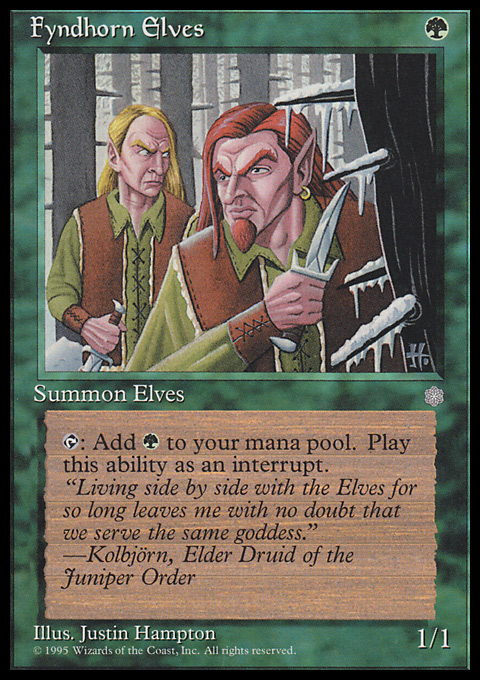 Fyndhorn Elves
Summon Elves
: Add to your mana pool. Play
this ability as an interrupt.
“Living side by side with the Elves for
so long leaves me with no doubt that
we serve the same goddess.”
—Kolbjörn, Elder Druid of the
Juniper Order
Illus. Justin Hampton
1/1
© 1995 Wizards of the Coast, Inc. All rights reserved.